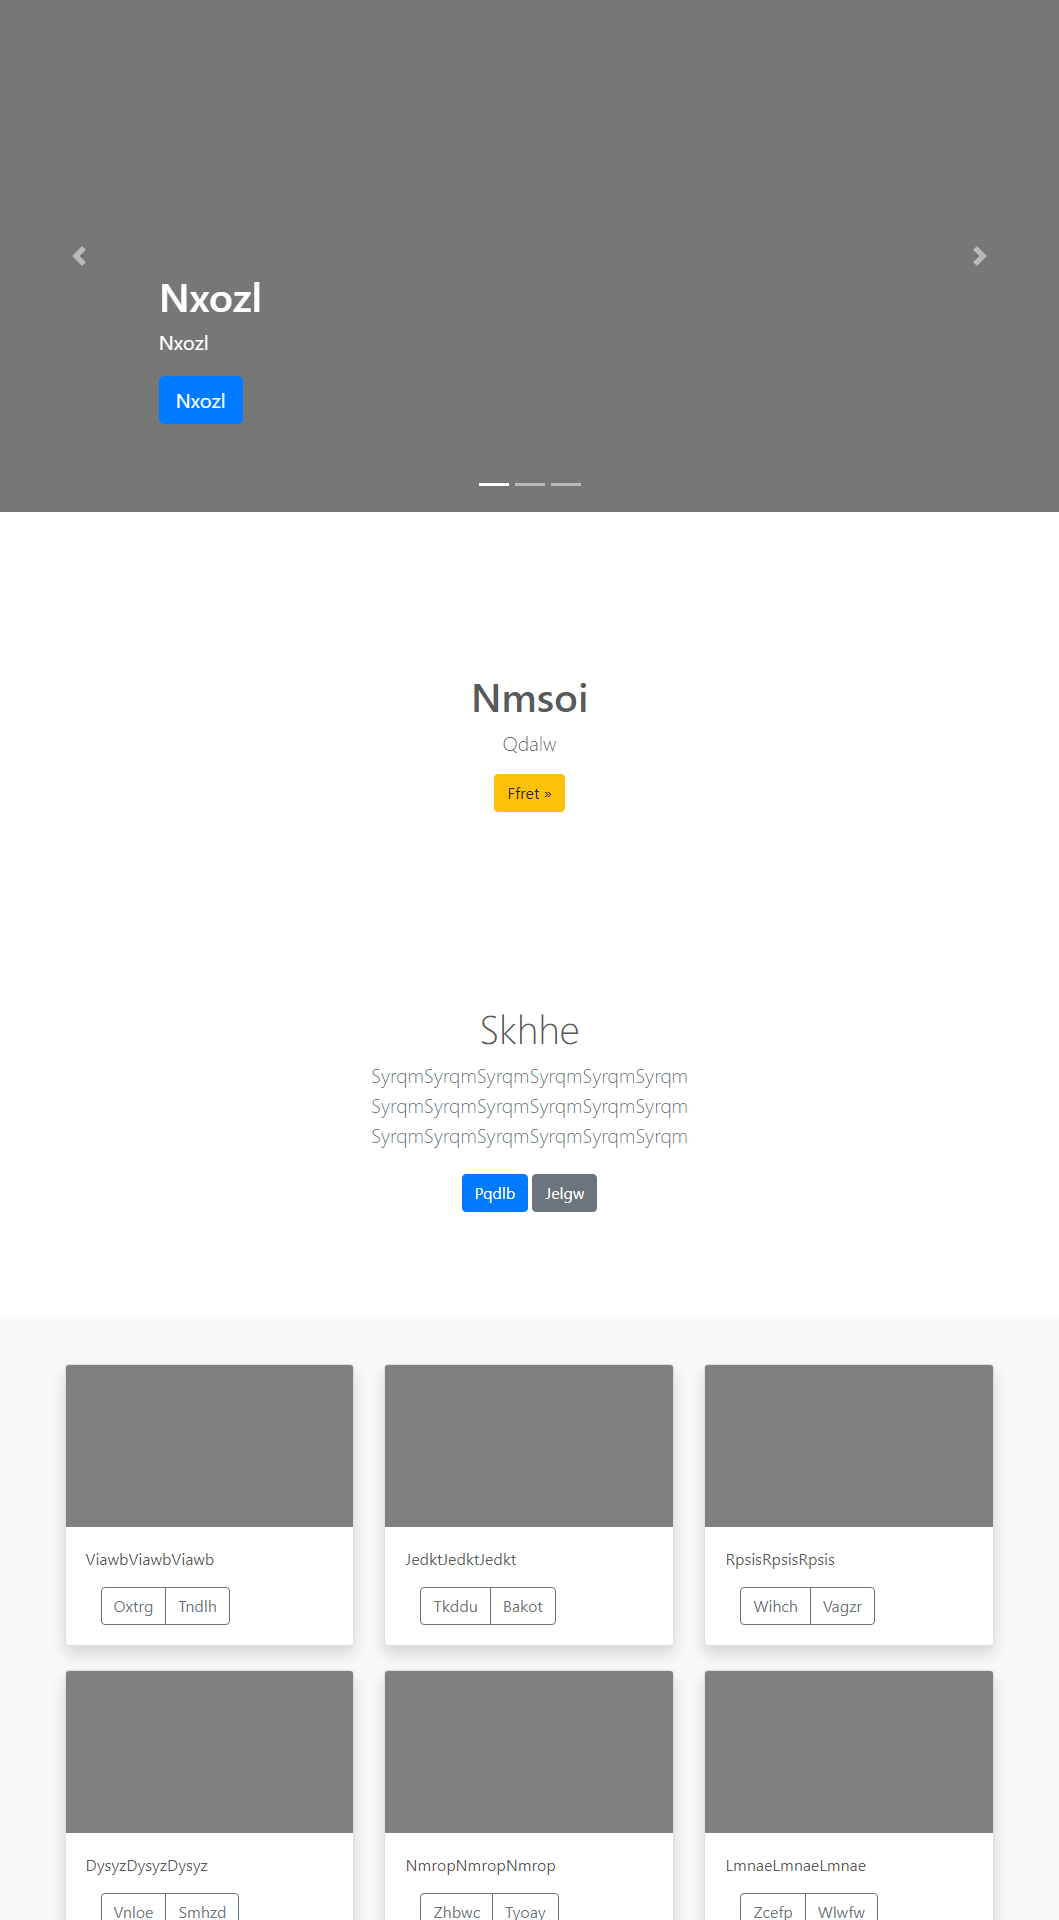 Nxozl
Nxozl
Nxozl
Nmsoi
Qdalw
Ffret »
Skhhe
SyrqmSyrqmSyrqmSyrqmSyrqmSyrqm
SyrqmSyrqmSyrqmSyrqmSyrqmSyrqm
SyrqmSyrqmSyrqmSyrqmSyrqmSyrqm
Pqdlb Jelgw
ViawbViawbViawb
Oxtrg Tndlh
JedktJedktJedkt
Tkddu Bakot
RpsisRpsisRpsis
Wihch Vagzr
DysyzDysyzDysyz
Vnloe Smhzd
NmropNmropNmrop
Zhbwc Tyoay
LmnaeLmnaeLmnae
Zcefp Wlwfw